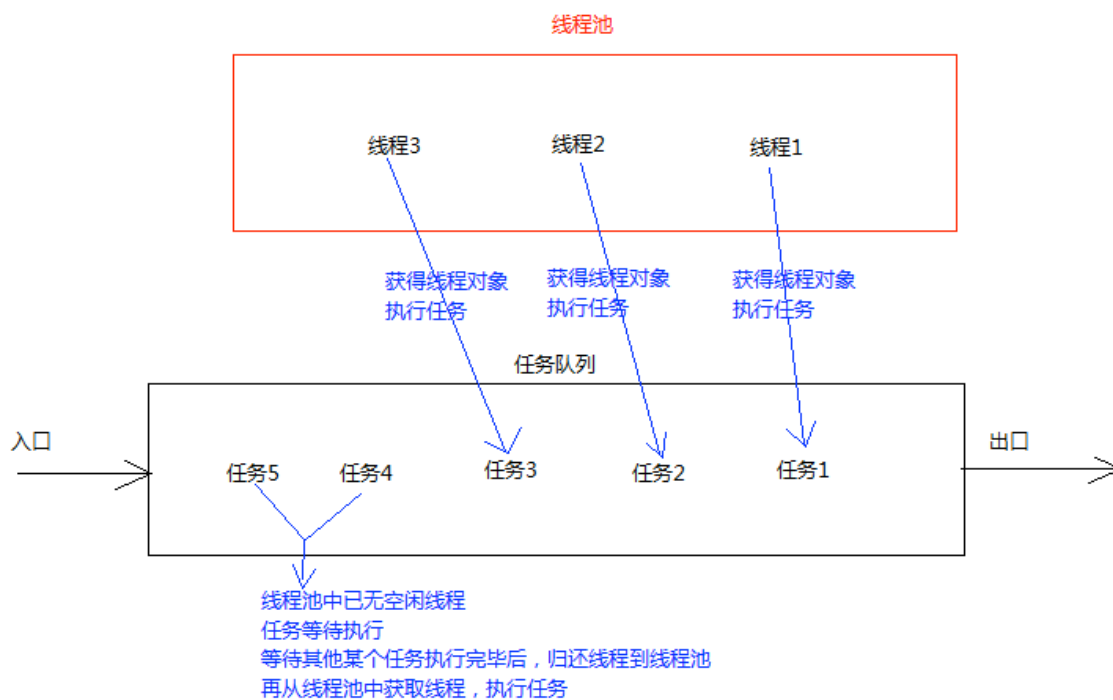 线程池
线程3
线程2
线程1
获得线程对象
执行任务
获得线程对象
执行任务
获得线程对象
执行任务
任务队列
入口
出口
任务5
任务4
任务3
任务2
任务1
线程池中已无空闲线程
任务等待执行
等待其他某个任务执行完毕后，归还线程到线程池
再从线程池中获取线程，执行任务